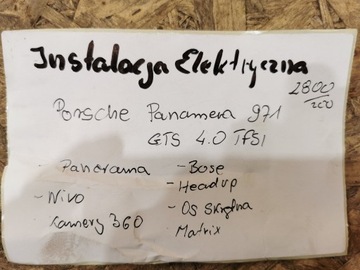 Instalacja Elektryczna
2800/200
Porsche Panamera 971
GTS 4.0 TFSI
- Panorama
- Nivo
Kamery 360
- Bose
- Headup
- Oś Skrętna
Matrix